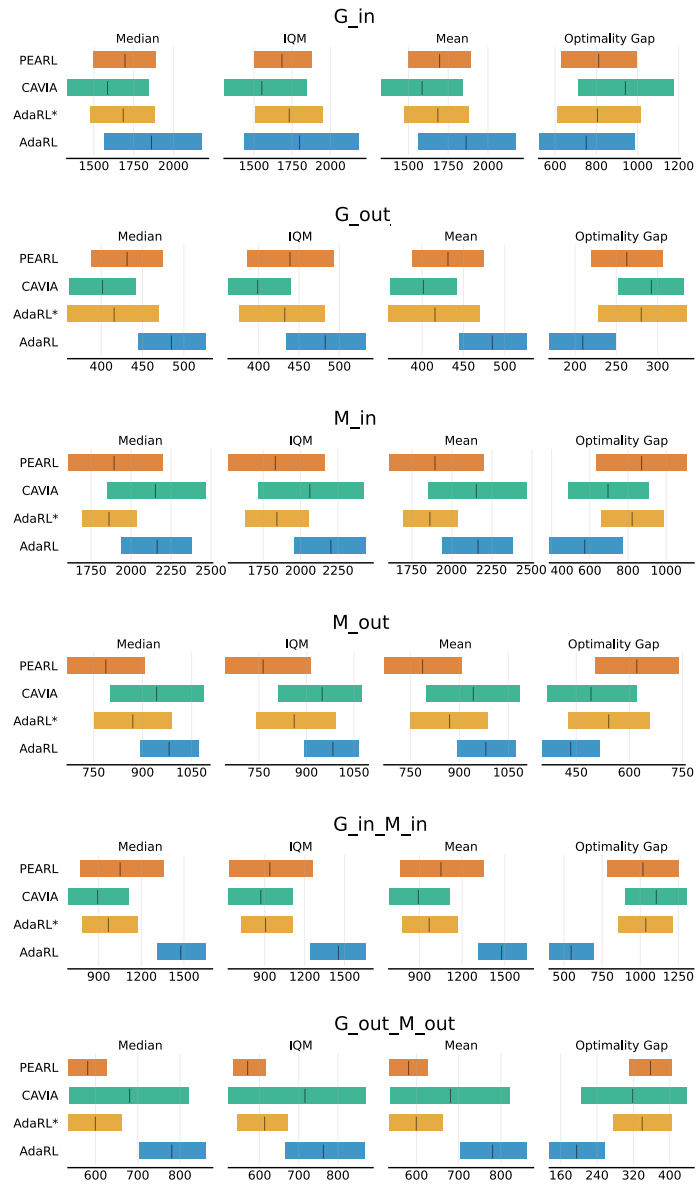 G_in
Median IQM Mean Optimality Gap
PEARL
CAVIA
AdaRL*
AdaRL
1500 1750 2000 1500 1750 2000 1500 1750 2000 600 800 1000 1200
G_out
Median IQM Mean Optimality Gap
PEARL
CAVIA
AdaRL*
AdaRL
400 450 500 400 450 500 400 450 500 200 250 300
M_in
Median IQM Mean Optimality Gap
PEARL
CAVIA
AdaRL*
AdaRL
1750 2000 2250 2500 1750 2000 2250 1750 2000 2250 2500 400 600 800 1000
M_out
Median IQM Mean Optimality Gap
PEARL
CAVIA
AdaRL*
AdaRL
750 900 1050 750 900 1050 750 900 1050 450 600 750
G_in_M_in
Median IQM Mean Optimality Gap
PEARL
CAVIA
AdaRL*
AdaRL
900 1200 1500 900 1200 1500 900 1200 1500 500 750 1000 1250
G_out_M_out
Median IQM Mean Optimality Gap
PEARL
CAVIA
AdaRL*
AdaRL
600 700 800 600 700 800 600 700 800 160 240 320 400